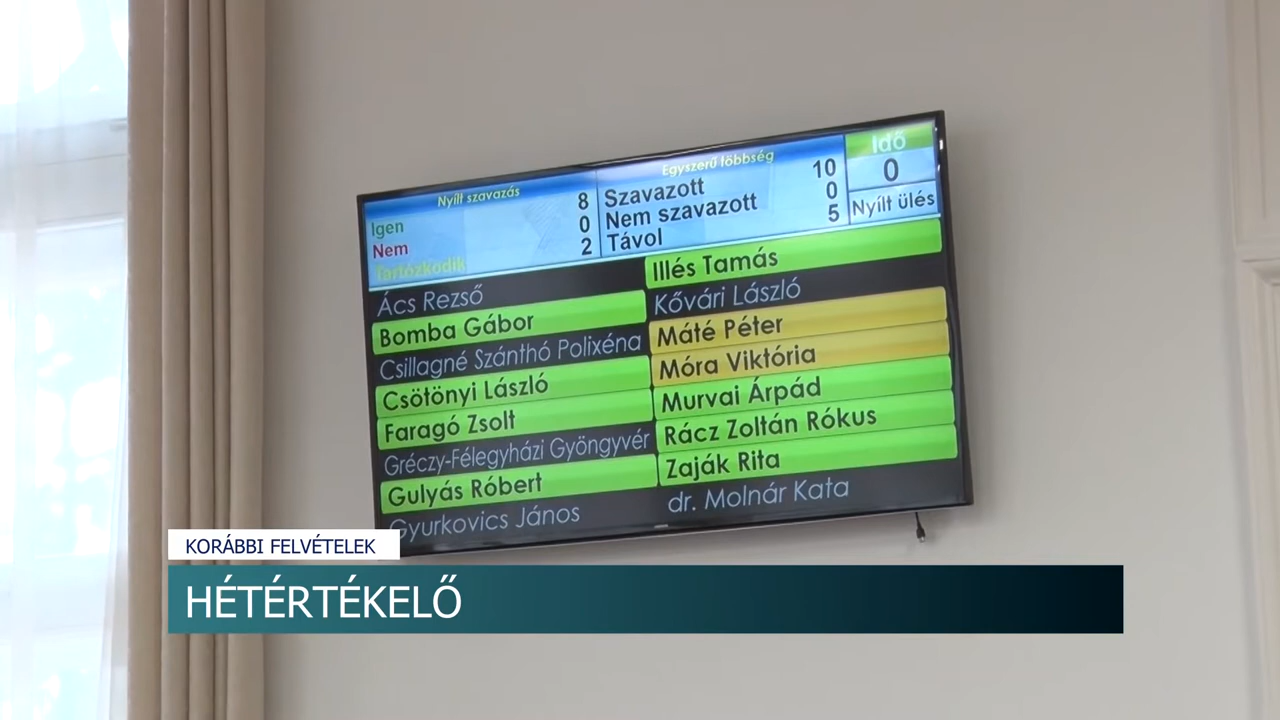 Nyílt szavazás
Igen 8
Nem 0
Tartózkodik 2
Egyszerű többség
Szavazott 10
Nem szavazott 0
Távol 5
Idő
0
Nyílt ülés
Ács Rezső
Bomba Gábor
Csillagné Szánthó Polixéna
Csötönyi László
Faragó Zsolt
Gréczy-Félegyházi Gyöngyvér
Gulyás Róbert
Gyurkovics János
Illés Tamás
Kővári László
Máté Péter
Móra Viktória
Murvai Árpád
Rácz Zoltán Rókus
Zaják Rita
dr. Molnár Kata
KORÁBBI FELVÉTELEK
HÉTÉRTÉKELŐ